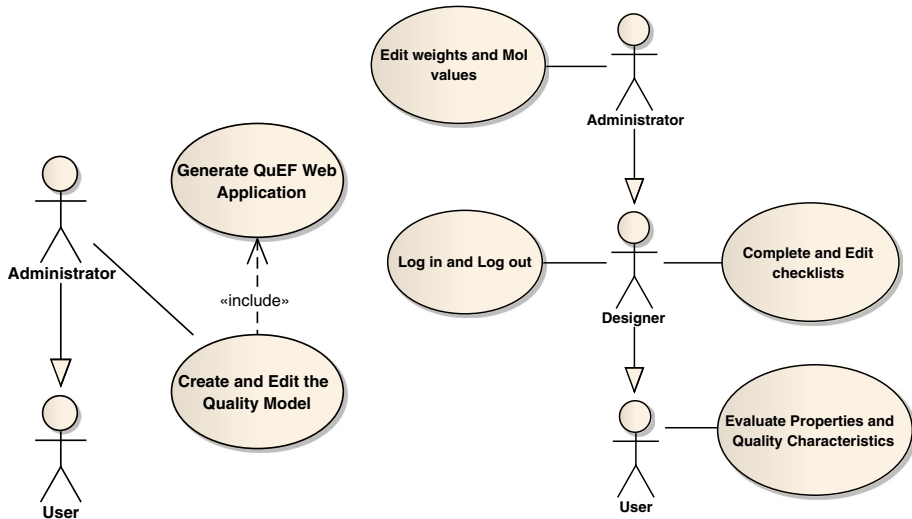 Generate QuEF Web
Application
Administrator
«include»
Create and Edit the
Quality Model
User
Edit weights and MoI
values
Administrator
Log in and Log out
Complete and Edit
checklists
Designer
Evaluate Properties and
Quality Characteristics
User